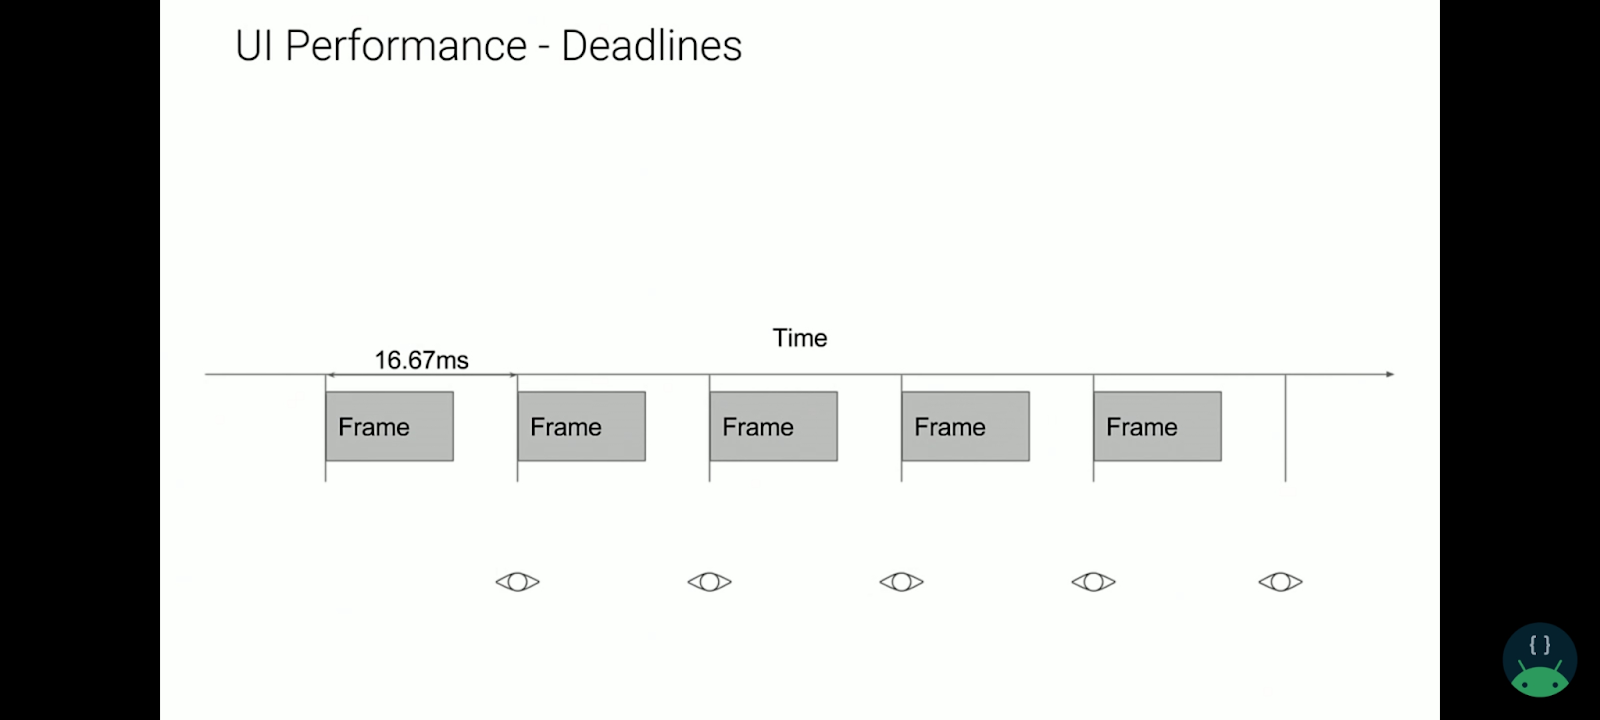 UI Performance - Deadlines
Time
16.67ms
Frame Frame Frame Frame Frame
{ }